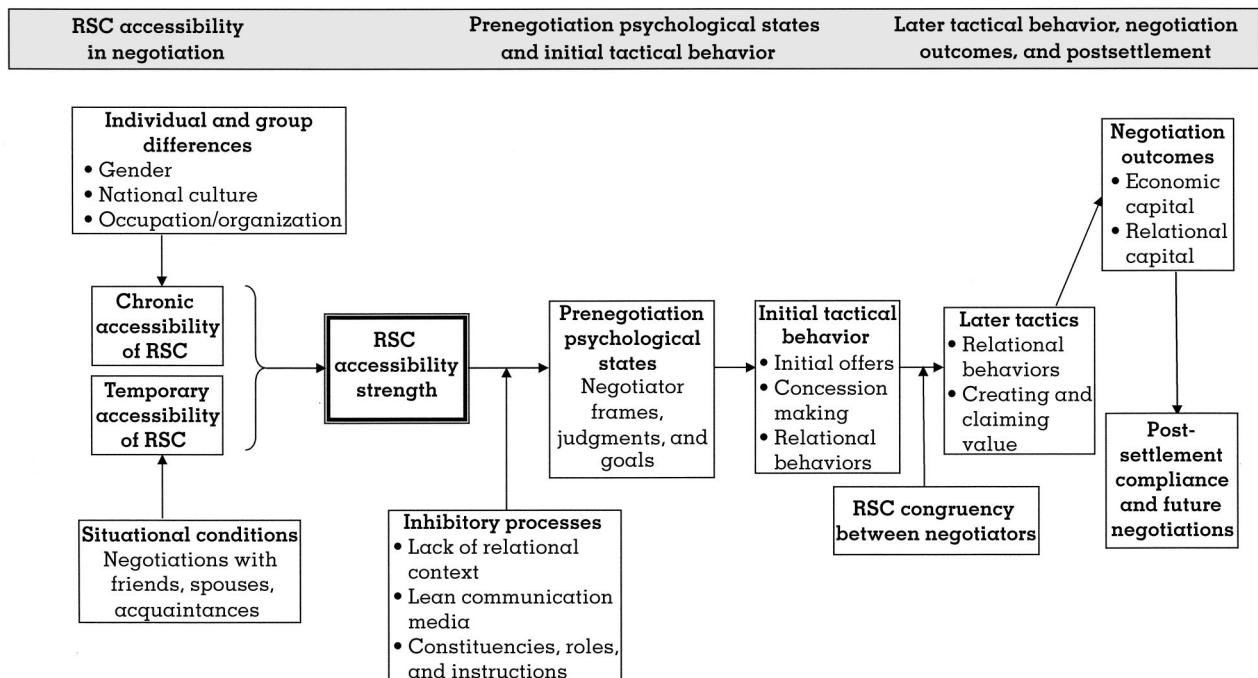 RSC accessibility
in negotiation
Prenegotiation psychological states
and initial tactical behavior
Later tactical behavior, negotiation
outcomes, and postsettlement
Individual and group
differences
• Gender
• National culture
• Occupation/organization
Chronic
accessibility
of RSC
Temporary
accessibility
of RSC
Situational conditions
Negotiations with
friends, spouses,
acquaintances
RSC
accessibility
strength
Inhibitory processes
• Lack of relational
context
• Lean communication
media
• Constituencies, roles,
and instructions
Prenegotiation
psychological
states
Negotiator
frames,
judgments, and
goals
Initial tactical
behavior
• Initial offers
• Concession
making
• Relational
behaviors
RSC congruency
between negotiators
Later tactics
• Relational
behaviors
• Creating and
claiming
value
Negotiation
outcomes
• Economic
capital
• Relational
capital
Post-
settlement
compliance
and future
negotiations